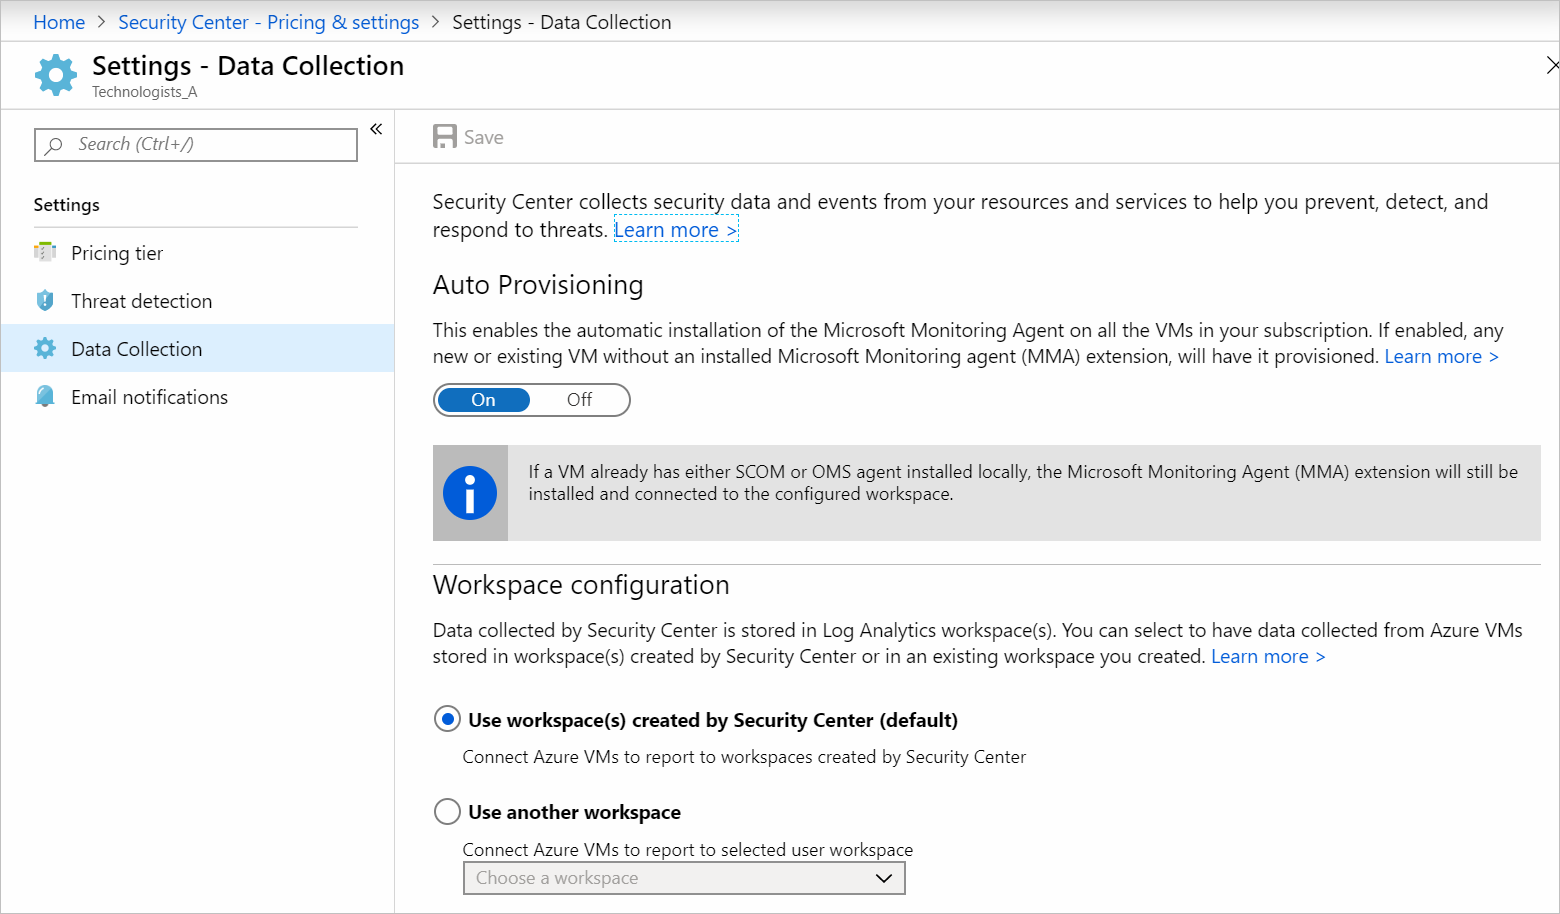 Home > Security Center - Pricing & settings > Settings - Data Collection
Settings - Data Collection
Technologists_A
Search (Ctrl+/)
«
Settings
Pricing tier
Threat detection
Data Collection
Email notifications
Save
Security Center collects security data and events from your resources and services to help you prevent, detect, and
respond to threats. Learn more >
Auto Provisioning
This enables the automatic installation of the Microsoft Monitoring Agent on all the VMs in your subscription. If enabled, any
new or existing VM without an installed Microsoft Monitoring agent (MMA) extension, will have it provisioned. Learn more >
On Off
If a VM already has either SCOM or OMS agent installed locally, the Microsoft Monitoring Agent (MMA) extension will still be
installed and connected to the configured workspace.
Workspace configuration
Data collected by Security Center is stored in Log Analytics workspace(s). You can select to have data collected from Azure VMs
stored in workspace(s) created by Security Center or in an existing workspace you created. Learn more >
Use workspace(s) created by Security Center (default)
Connect Azure VMs to report to workspaces created by Security Center
Use another workspace
Connect Azure VMs to report to selected user workspace
Choose a workspace